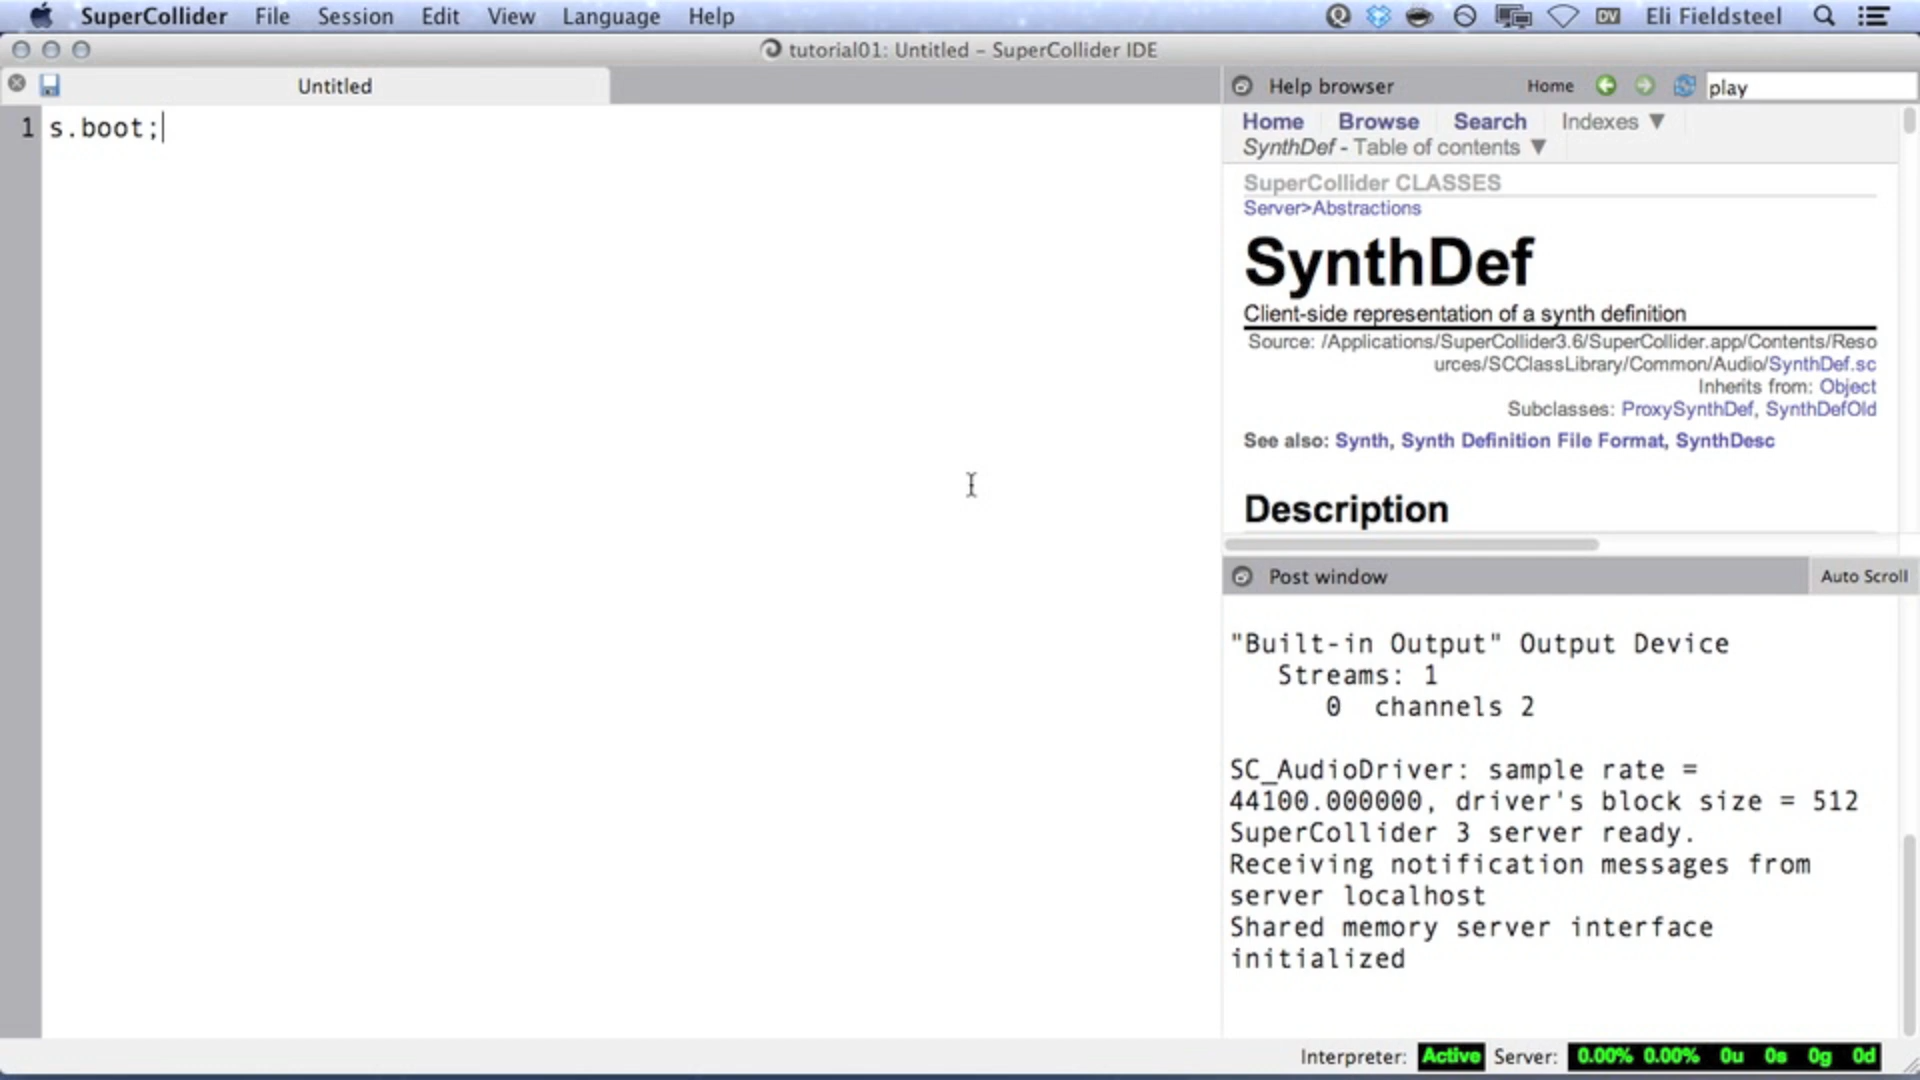 SuperCollider File Session Edit View Language Help DV Eli Fieldsteel
tutorial01: Untitled – SuperCollider IDE
Untitled
1 s.boot;
Help browser Home play
Home Browse Search Indexes ▼
SynthDef - Table of contents ▼
SuperCollider CLASSES
Server>Abstractions
SynthDef
Client-side representation of a synth definition
Source: /Applications/SuperCollider3.6/SuperCollider.app/Contents/Reso
urces/SCClassLibrary/Common/Audio/SynthDef.sc
Inherits from: Object
Subclasses: ProxySynthDef, SynthDefOld
See also: Synth, Synth Definition File Format, SynthDesc
Description
Post window Auto Scroll
"Built-in Output" Output Device
Streams: 1
0 channels 2
SC_AudioDriver: sample rate =
44100.000000, driver's block size = 512
SuperCollider 3 server ready.
Receiving notification messages from
server localhost
Shared memory server interface
initialized
Interpreter: Active Server: 0.00% 0.00% 0u 0s 0g 0d